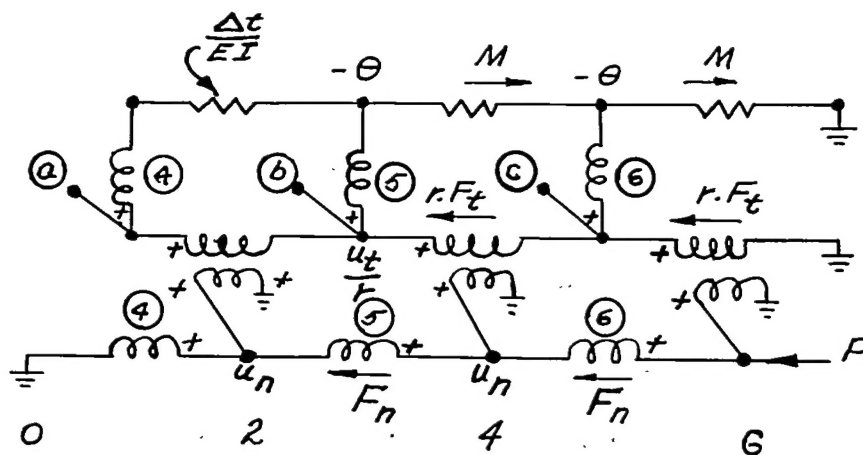 Δt
EI
-θ M -θ M
a 4 b 5 c 6
+ + r.Ft + r.Ft
+ + +
ut
r
+ + + +
4 + 5 + 6 + P
un Fn un Fn
0 2 4 6